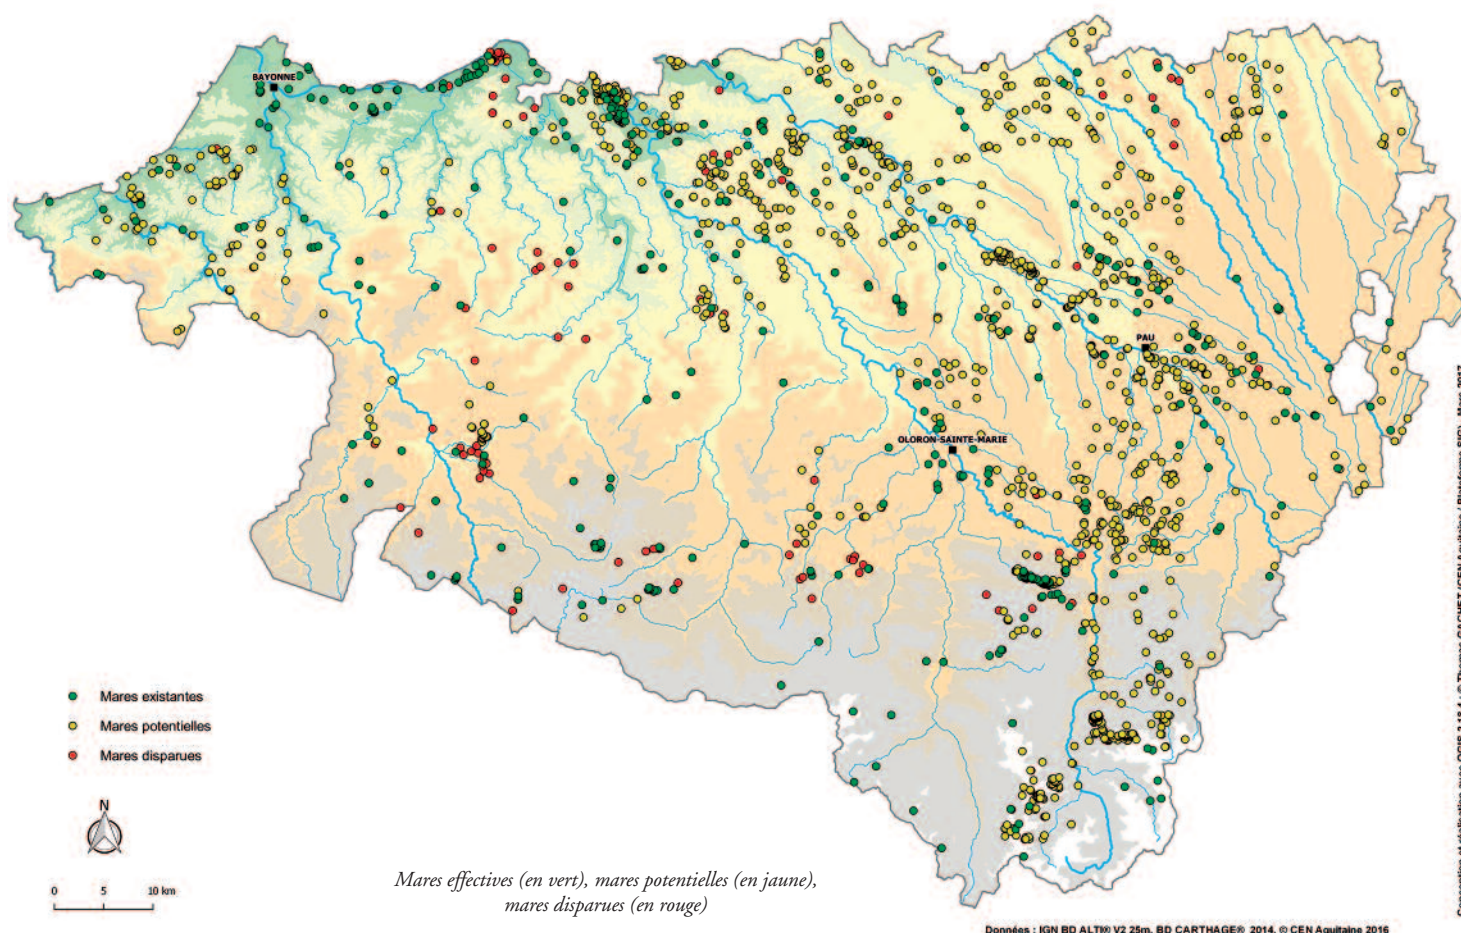 BAYONNE
PAU
OLORON-SAINTE-MARIE
Mares existantes
Mares potentielles
Mares disparues
N
0 5 10 km
Mares effectives (en vert), mares potentielles (en jaune),
mares disparues (en rouge)
Données : IGN BD ALTI® V2 25m, BD CARTHAGE® 2014, © CEN Aquitaine 2016